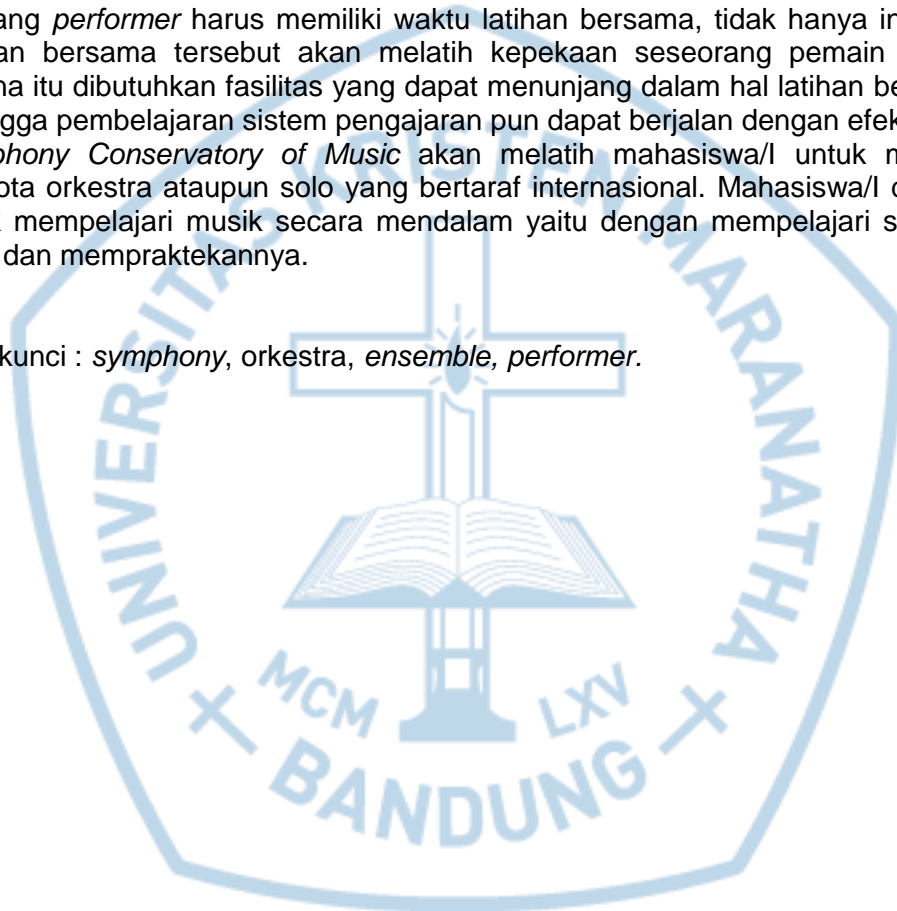 ang performer harus memiliki waktu latihan bersama, tidak hanya in
an bersama tersebut akan melatih kepekaan seseorang pemain
na itu dibutuhkan fasilitas yang dapat menunjang dalam hal latihan be
gga pembelajaran sistem pengajaran pun dapat berjalan dengan efek
phony Conservatory of Music akan melatih mahasiswa/I untuk m
ota orkestra ataupun solo yang bertaraf internasional. Mahasiswa/I d
mempelajari musik secara mendalam yaitu dengan mempelajari s
dan mempraktekannya.
kunci : symphony, orkestra, ensemble, performer.
UNIVERSITAS KRISTEN MARANATHA
MCM LXV
BANDUNG